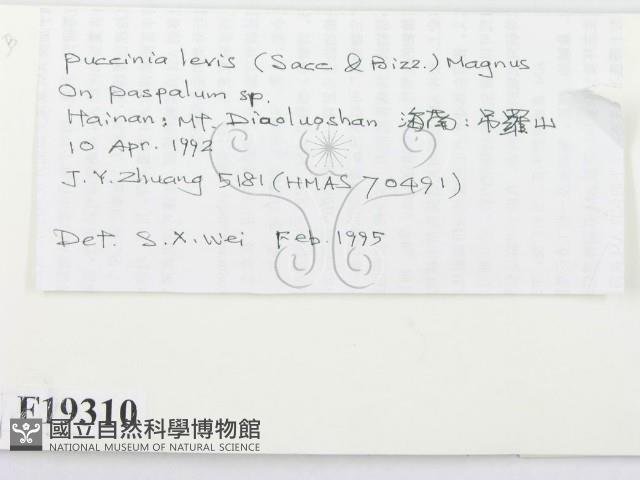 Puccinia levis (Sacc & Bizz.) Magnus
On Paspalum sp.
Hainan: Mt. Diaoluoshan 海南: 吊羅山
10 Apr. 1992
J.Y. Zhuang 5181 (HMAS 70491)
Det. S.X. Wei Feb. 1995
F19310
國立自然科學博物館
NATIONAL MUSEUM OF NATURAL SCIENCE